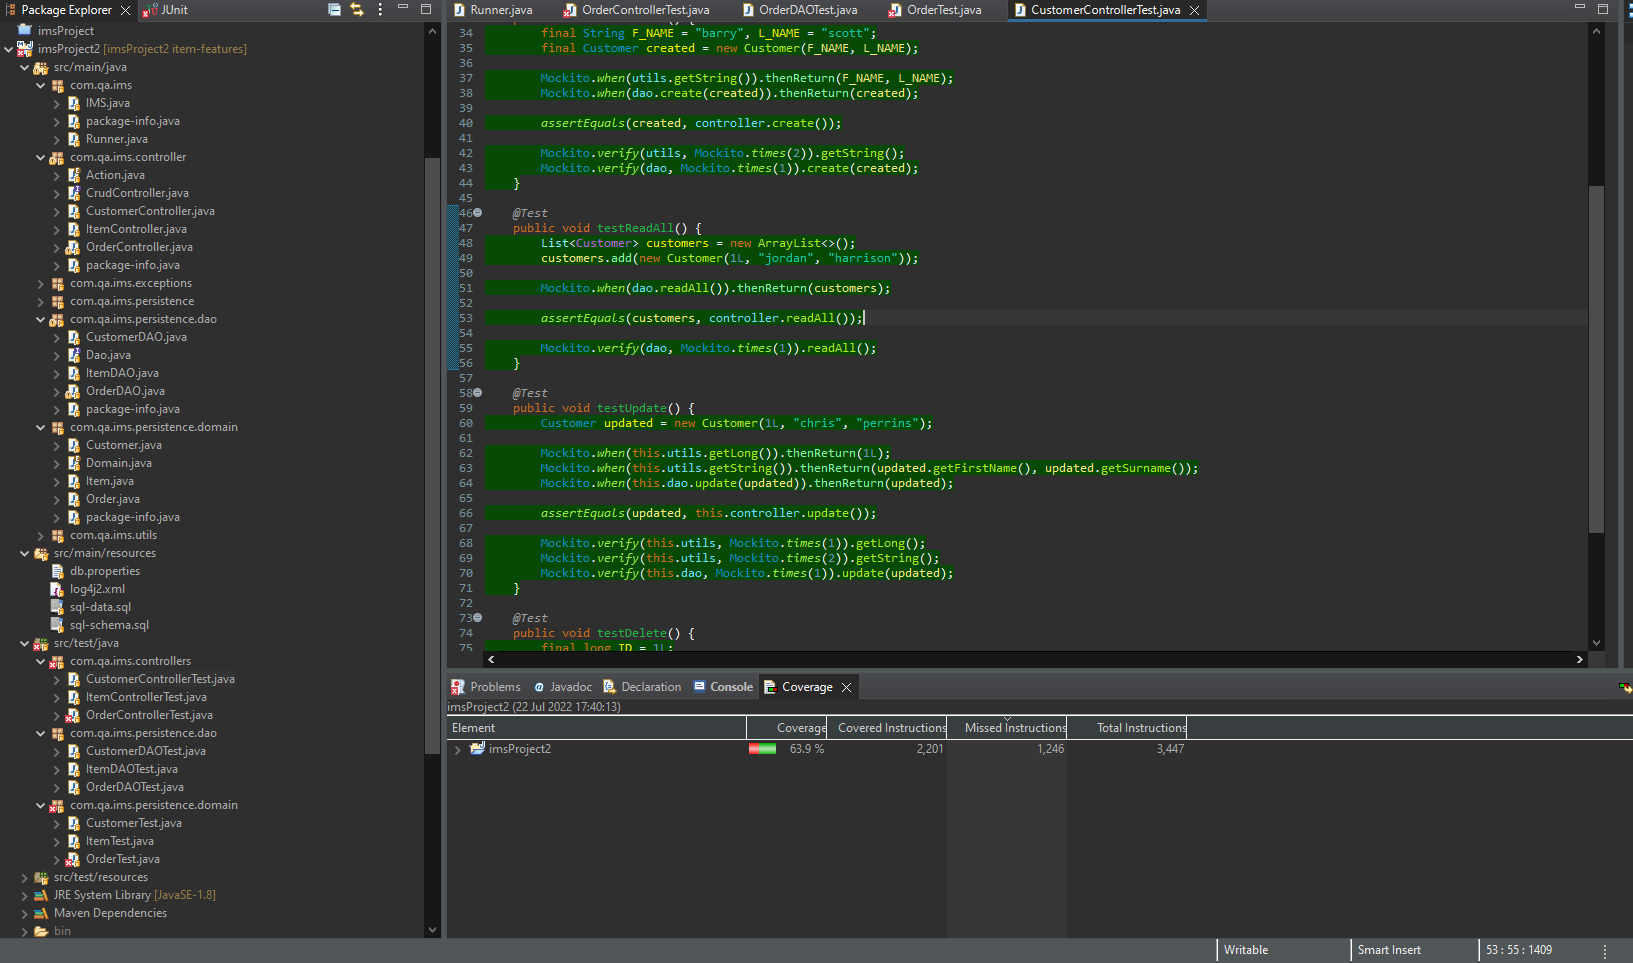 Package Explorer
JUnit
imsProject
imsProject2 [imsProject2 item-features]
src/main/java
com.qa.ims
IMS.java
package-info.java
Runner.java
com.qa.ims.controller
Action.java
CrudController.java
CustomerController.java
ItemController.java
OrderController.java
package-info.java
com.qa.ims.exceptions
com.qa.ims.persistence
com.qa.ims.persistence.dao
CustomerDAO.java
Dao.java
ItemDAO.java
OrderDAO.java
package-info.java
com.qa.ims.persistence.domain
Customer.java
Domain.java
Item.java
Order.java
package-info.java
com.qa.ims.utils
src/main/resources
db.properties
log4j2.xml
sql-data.sql
sql-schema.sql
src/test/java
com.qa.ims.controllers
CustomerControllerTest.java
ItemControllerTest.java
OrderControllerTest.java
com.qa.ims.persistence.dao
CustomerDAOTest.java
ItemDAOTest.java
OrderDAOTest.java
com.qa.ims.persistence.domain
CustomerTest.java
ItemTest.java
OrderTest.java
src/test/resources
JRE System Library [JavaSE-1.8]
Maven Dependencies
bin
Runner.java
OrderControllerTest.java
OrderDAOTest.java
OrderTest.java
CustomerControllerTest.java
34 final String F_NAME = "barry", L_NAME = "scott";
35 final Customer created = new Customer(F_NAME, L_NAME);
36
37 Mockito.when(utils.getString()).thenReturn(F_NAME, L_NAME);
38 Mockito.when(dao.create(created)).thenReturn(created);
39
40 assertEquals(created, controller.create());
41
42 Mockito.verify(utils, Mockito.times(2)).getString();
43 Mockito.verify(dao, Mockito.times(1)).create(created);
44 }
45
46 @Test
47 public void testReadAll() {
48 List<Customer> customers = new ArrayList<>();
49 customers.add(new Customer(1L, "jordan", "harrison"));
50
51 Mockito.when(dao.readAll()).thenReturn(customers);
52
53 assertEquals(customers, controller.readAll());
54
55 Mockito.verify(dao, Mockito.times(1)).readAll();
56 }
57
58 @Test
59 public void testUpdate() {
60 Customer updated = new Customer(1L, "chris", "perrins");
61
62 Mockito.when(this.utils.getLong()).thenReturn(1L);
63 Mockito.when(this.utils.getString()).thenReturn(updated.getFirstName(), updated.getSurname());
64 Mockito.when(this.dao.update(updated)).thenReturn(updated);
65
66 assertEquals(updated, this.controller.update());
67
68 Mockito.verify(this.utils, Mockito.times(1)).getLong();
69 Mockito.verify(this.utils, Mockito.times(2)).getString();
70 Mockito.verify(this.dao, Mockito.times(1)).update(updated);
71 }
72
73 @Test
74 public void testDelete() {
75 final long ID = 1L;
Problems
Javadoc
Declaration
Console
Coverage
imsProject2 (22 Jul 2022 17:40:13)
Element Coverage Covered Instructions Missed Instructions Total Instructions
imsProject2 63.9 % 2,201 1,246 3,447
Writable Smart Insert 53 : 55 : 1409